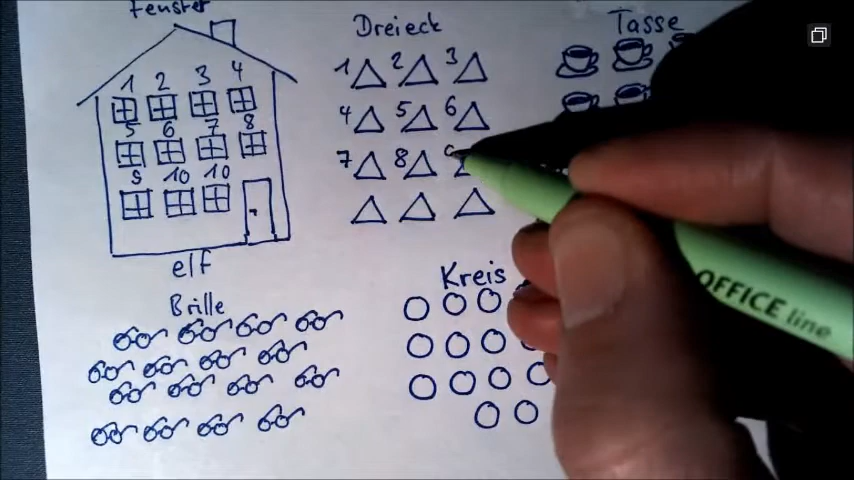 Fenster
1 2 3 4
5 6 7 8
9 10 10
elf
Dreieck
1 2 3
4 5 6
7 8
Tasse
Brille
Kreis
OFFICE line